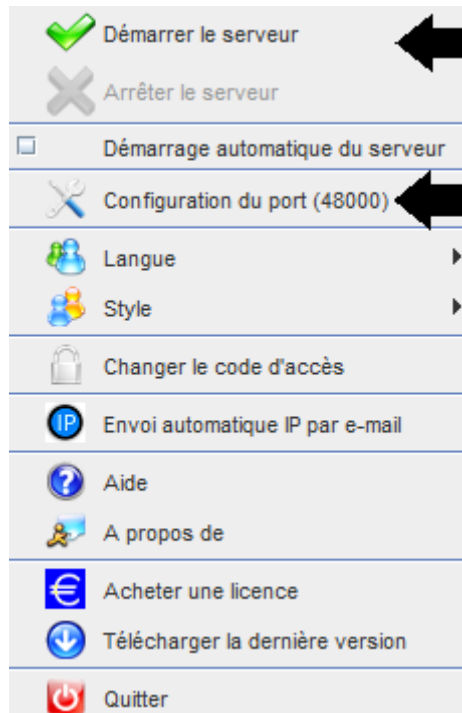 Démarrer le serveur
Arrêter le serveur
Démarrage automatique du serveur
Configuration du port (48000)
Langue
Style
Changer le code d'accès
IP Envoi automatique IP par e-mail
? Aide
A propos de
€ Acheter une licence
Télécharger la dernière version
Quitter